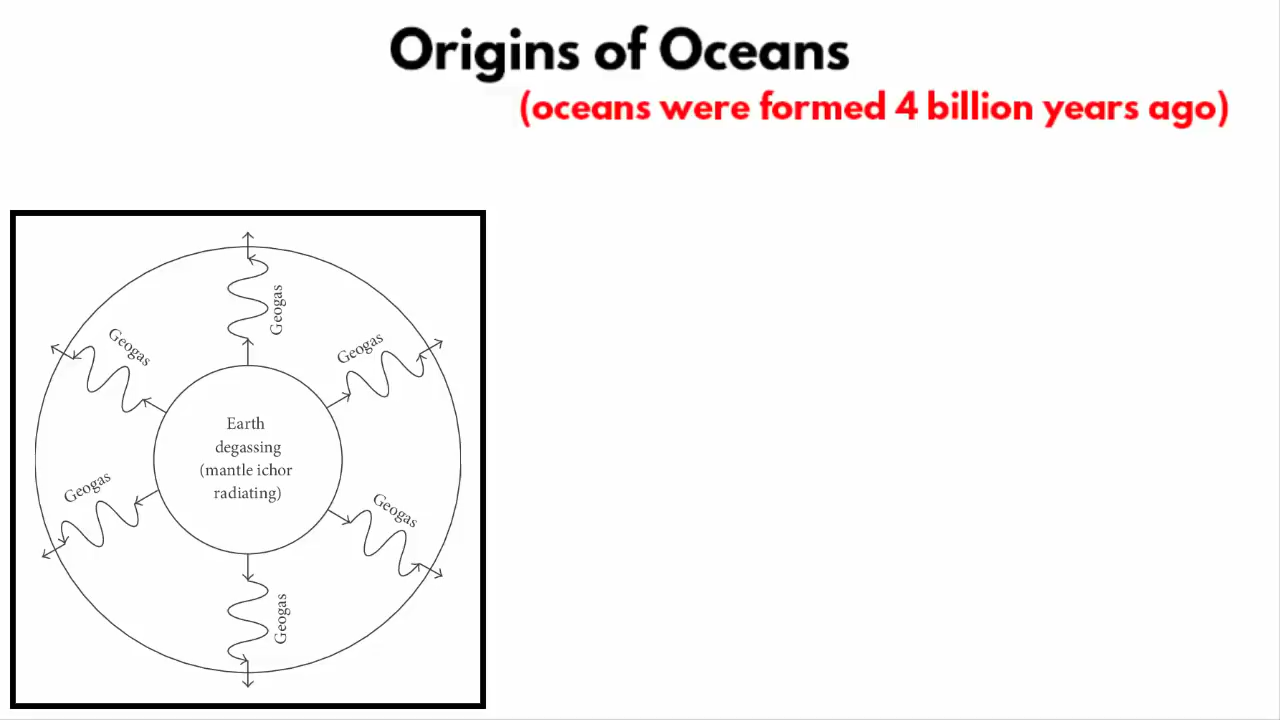 Origins of Oceans
(oceans were formed 4 billion years ago)
Geogas
Geogas
Geogas
Earth
degassing
(mantle ichor
radiating)
Geogas
Geogas
Geogas